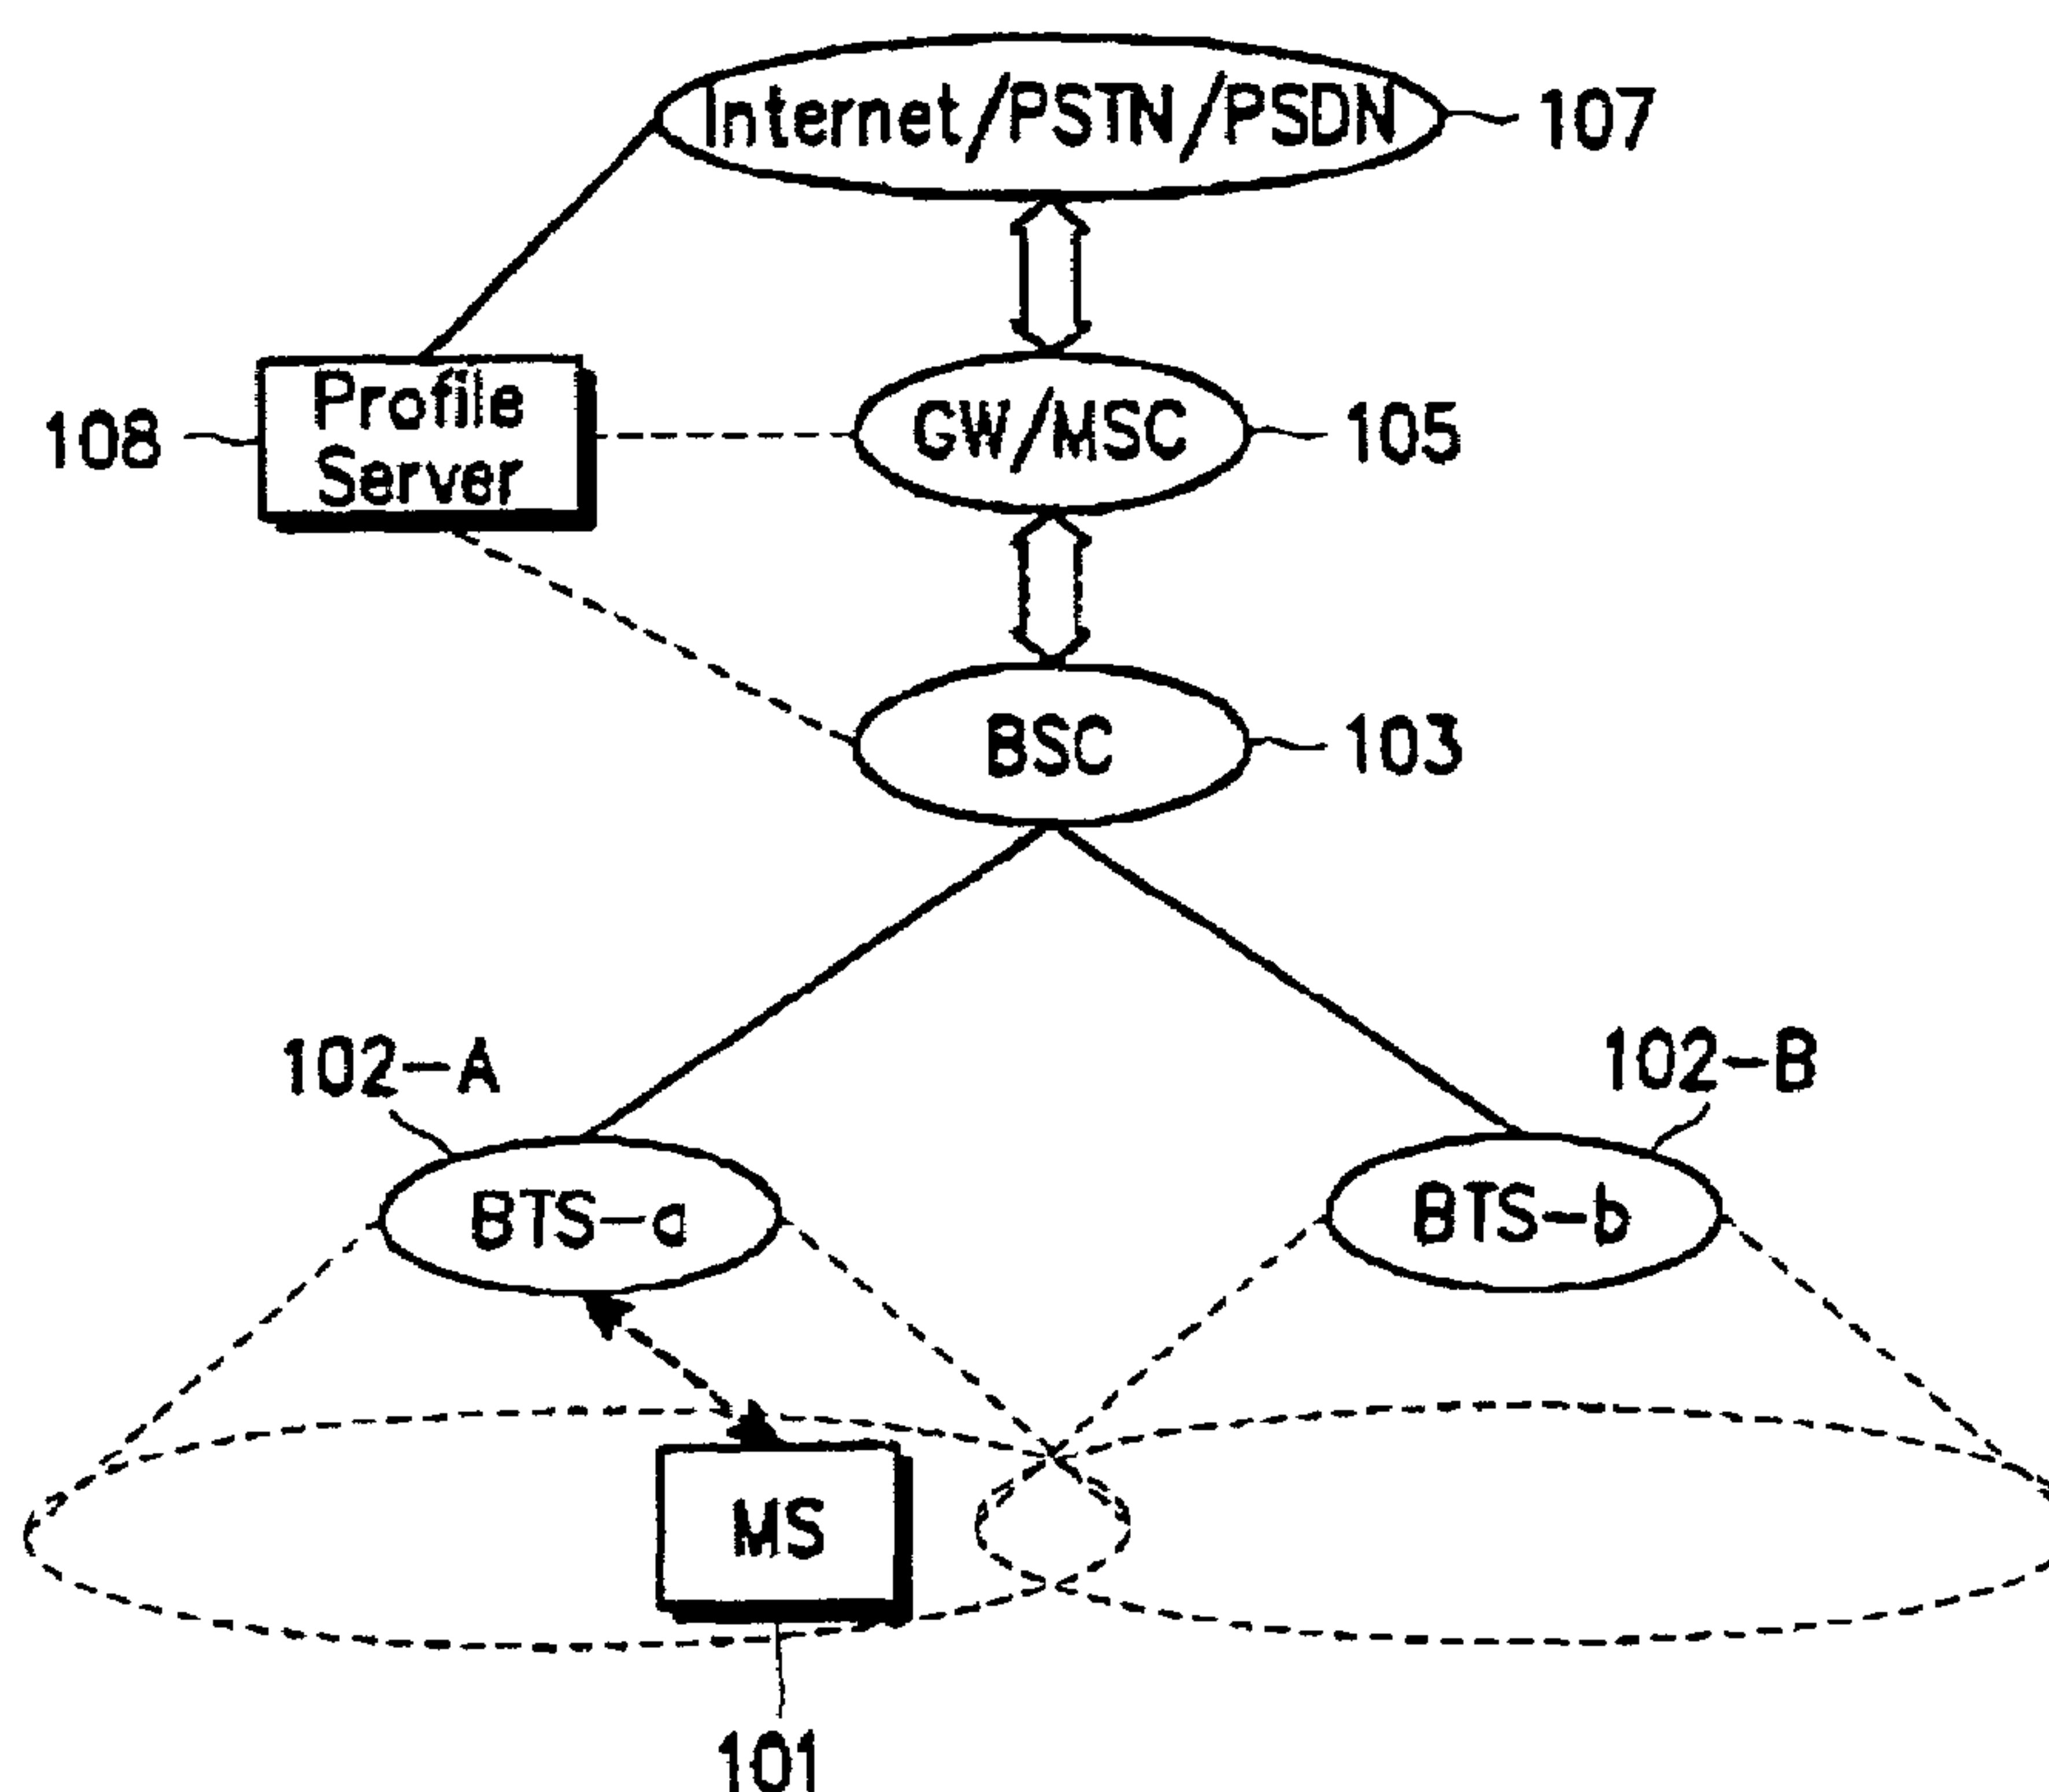 Internet/PSTN/PSDN
107
Profile
Server
108
GW/MSC
105
BSC
103
102-A
102-B
BTS-a
BTS-b
MS
101